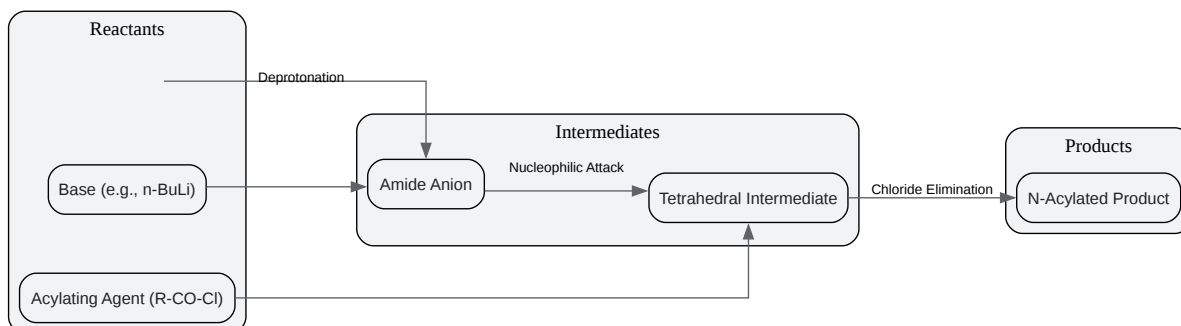 Reactants
Deprotonation
Intermediates
Products
Nucleophilic Attack
Base (e.g., n-BuLi)
Amide Anion
Tetrahedral Intermediate
Chloride Elimination
N-Acylated Product
Acylating Agent (R-CO-Cl)